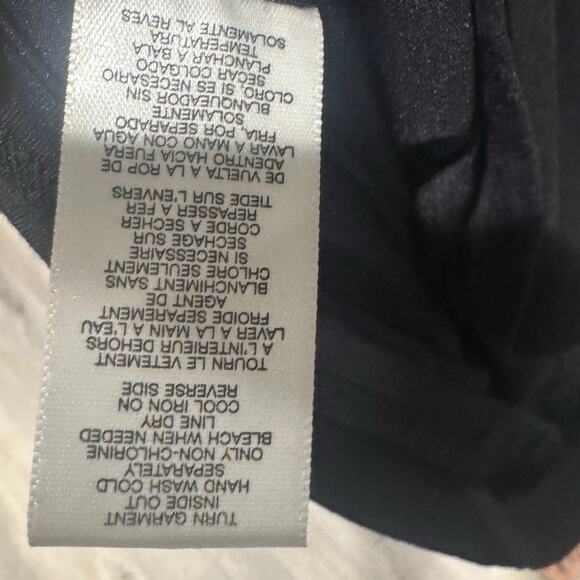 TURN GARMENT
INSIDE OUT
HAND WASH COLD
SEPARATELY
ONLY NON-CHLORINE
BLEACH WHEN NEEDED
LINE DRY
COOL IRON ON
REVERSE SIDE
TOURN LE VETEMENT
A L'INTERIEUR DEHORS
LAVER A LA MAIN A L'EAU
FROIDE SEPAREMENT
AGENT DE
BLANCHIMENT SANS
CHLORE SEULEMENT
SI NECESSAIRE
SECHAGE SUR
CORDE A SECHER
REPASSER A FER
TIEDE SUR L'ENVERS
DE VUELTA A LA ROP DE
ADENTRO HACIA FUERA
LAVAR A MANO CON AGUA
FRIA, POR SEPARADO
SOLAMENTE
BLANQUEADOR SIN
CLORO, SI ES NECESARIO
SECAR COLGADO
PLANCHAR A BALA
TEMPERATURA
SOLAMENTE AL REVES